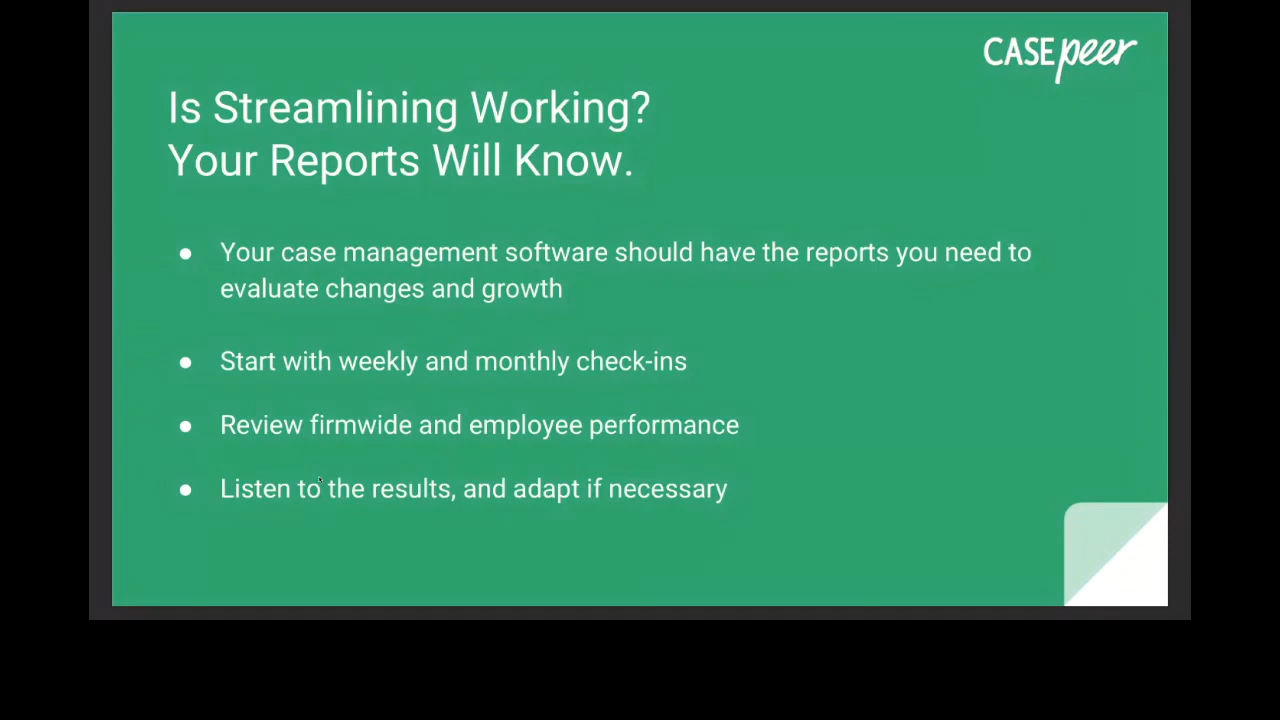 CASEpeer
Is Streamlining Working?
Your Reports Will Know.
● Your case management software should have the reports you need to
evaluate changes and growth
● Start with weekly and monthly check-ins
● Review firmwide and employee performance
● Listen to the results, and adapt if necessary